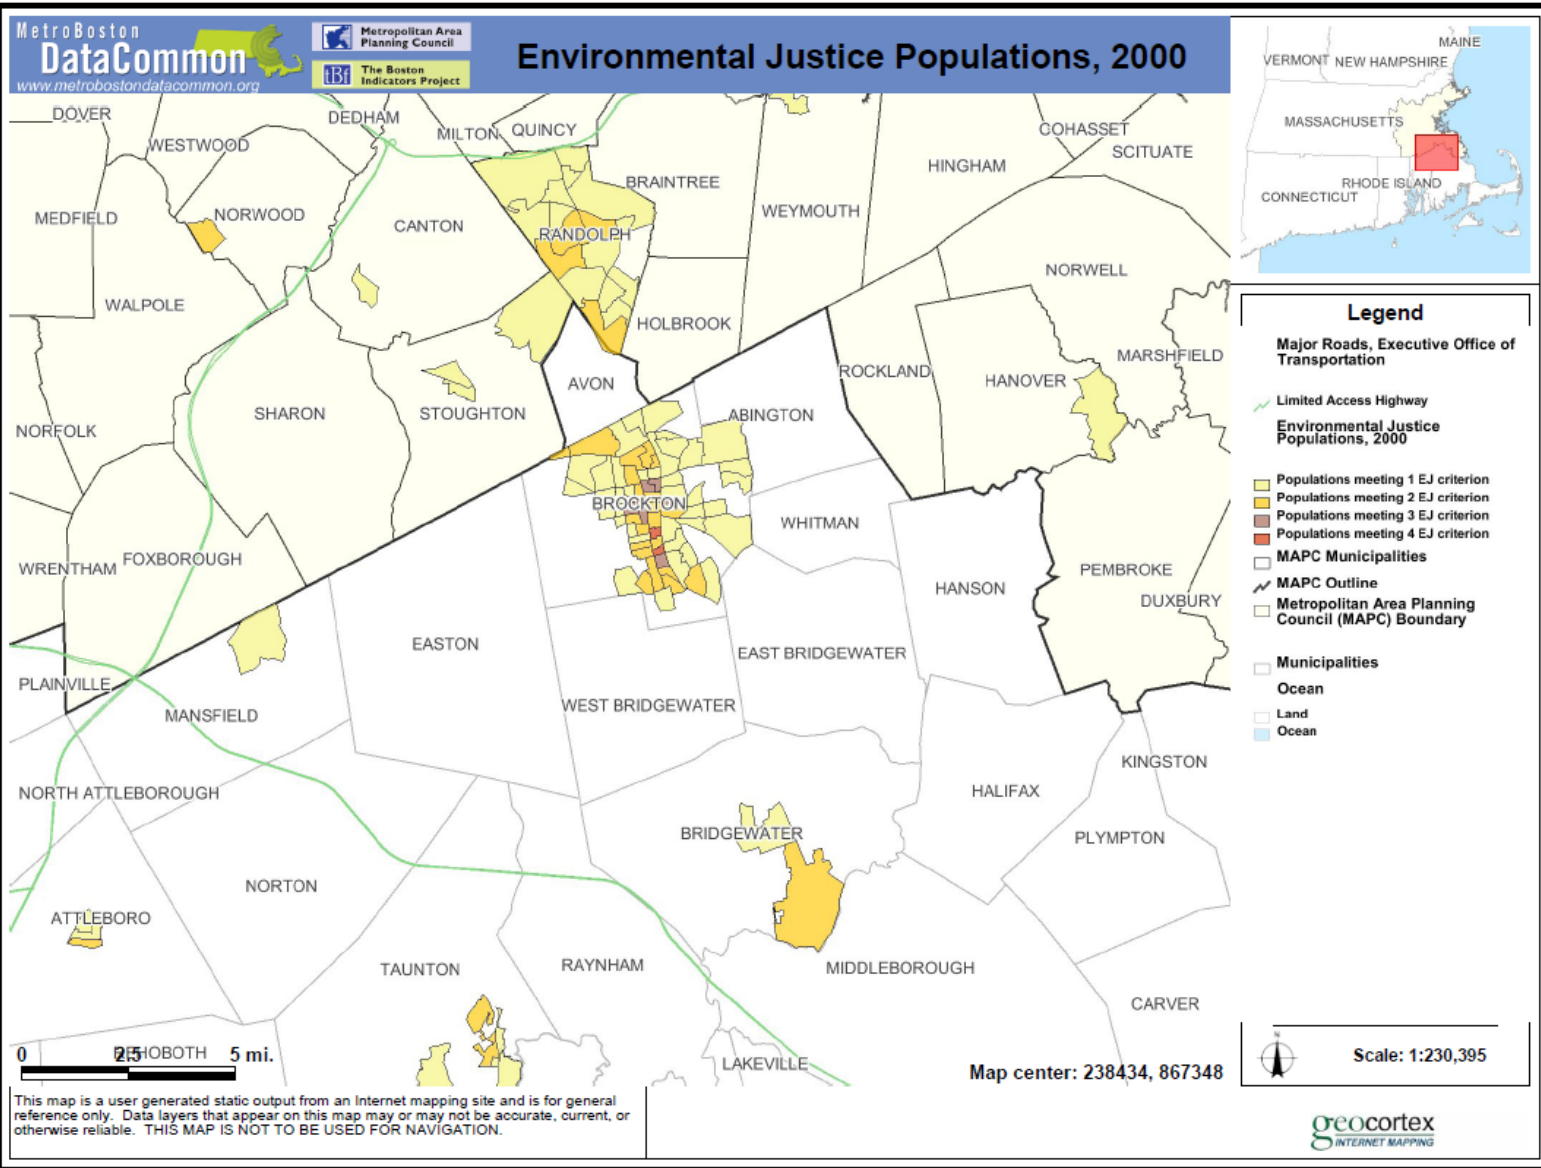 MetroBoston
DataCommon
www.metrobostondatacommon.org
Metropolitan Area
Planning Council
tBf
The Boston
Indicators Project
Environmental Justice Populations, 2000
MAINE
VERMONT
NEW HAMPSHIRE
MASSACHUSETTS
RHODE ISLAND
CONNECTICUT
DOVER
DEDHAM
MILTON
QUINCY
COHASSET
WESTWOOD
SCITUATE
HINGHAM
BRAINTREE
MEDFIELD
NORWOOD
CANTON
WEYMOUTH
RANDOLPH
NORWELL
WALPOLE
HOLBROOK
MARSHFIELD
ROCKLAND
HANOVER
AVON
SHARON
STOUGHTON
ABINGTON
NORFOLK
BROCKTON
WHITMAN
WRENTHAM
FOXBOROUGH
HANSON
PEMBROKE
DUXBURY
EASTON
EAST BRIDGEWATER
PLAINVILLE
MANSFIELD
WEST BRIDGEWATER
KINGSTON
NORTH ATTLEBOROUGH
HALIFAX
BRIDGEWATER
PLYMPTON
NORTON
ATTLEBORO
TAUNTON
RAYNHAM
MIDDLEBOROUGH
CARVER
REHOBOTH
LAKEVILLE
0 2.5 5 mi.
Map center: 238434, 867348
Legend
Major Roads, Executive Office of
Transportation
Limited Access Highway
Environmental Justice
Populations, 2000
Populations meeting 1 EJ criterion
Populations meeting 2 EJ criterion
Populations meeting 3 EJ criterion
Populations meeting 4 EJ criterion
MAPC Municipalities
MAPC Outline
Metropolitan Area Planning
Council (MAPC) Boundary
Municipalities
Ocean
Land
Ocean
Scale: 1:230,395
This map is a user generated static output from an Internet mapping site and is for general
reference only. Data layers that appear on this map may or may not be accurate, current, or
otherwise reliable. THIS MAP IS NOT TO BE USED FOR NAVIGATION.
geocortex
INTERNET MAPPING